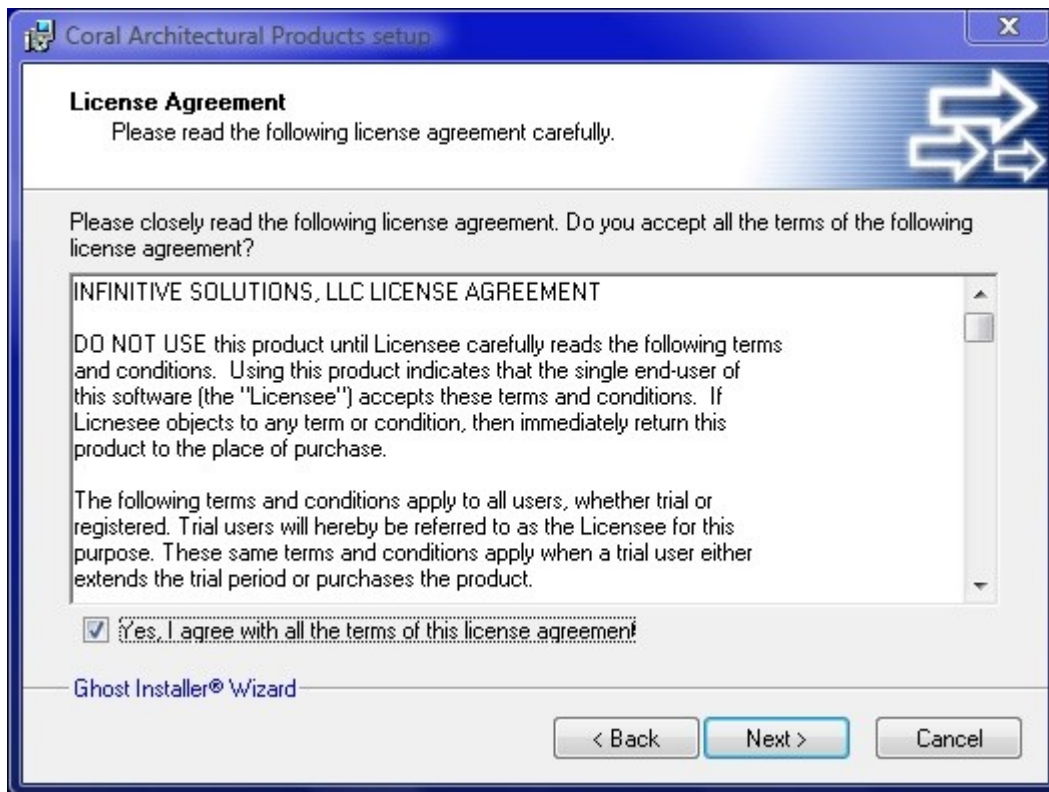 Coral Architectural Products setup
License Agreement
Please read the following license agreement carefully.
Please closely read the following license agreement. Do you accept all the terms of the following
license agreement?
INFINITIVE SOLUTIONS, LLC LICENSE AGREEMENT
DO NOT USE this product until Licensee carefully reads the following terms
and conditions.  Using this product indicates that the single end-user of
this software (the "Licensee") accepts these terms and conditions.  If
Licnesee objects to any term or condition, then immediately return this
product to the place of purchase.
The following terms and conditions apply to all users, whether trial or
registered. Trial users will hereby be referred to as the Licensee for this
purpose. These same terms and conditions apply when a trial user either
extends the trial period or purchases the product.
Yes, I agree with all the terms of this license agreement
Ghost Installer® Wizard
< Back
Next >
Cancel